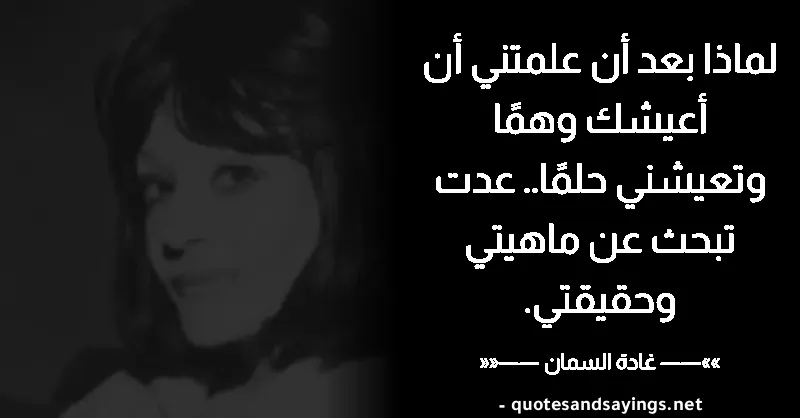 لماذا بعد أن علمتني أن
أعيشك وهمًا
وتعيشني حلمًا.. عدت
تبحث عن ماهيتي
وحقيقتي.
»»—— غادة السمان ——««
- quotesandsayings.net